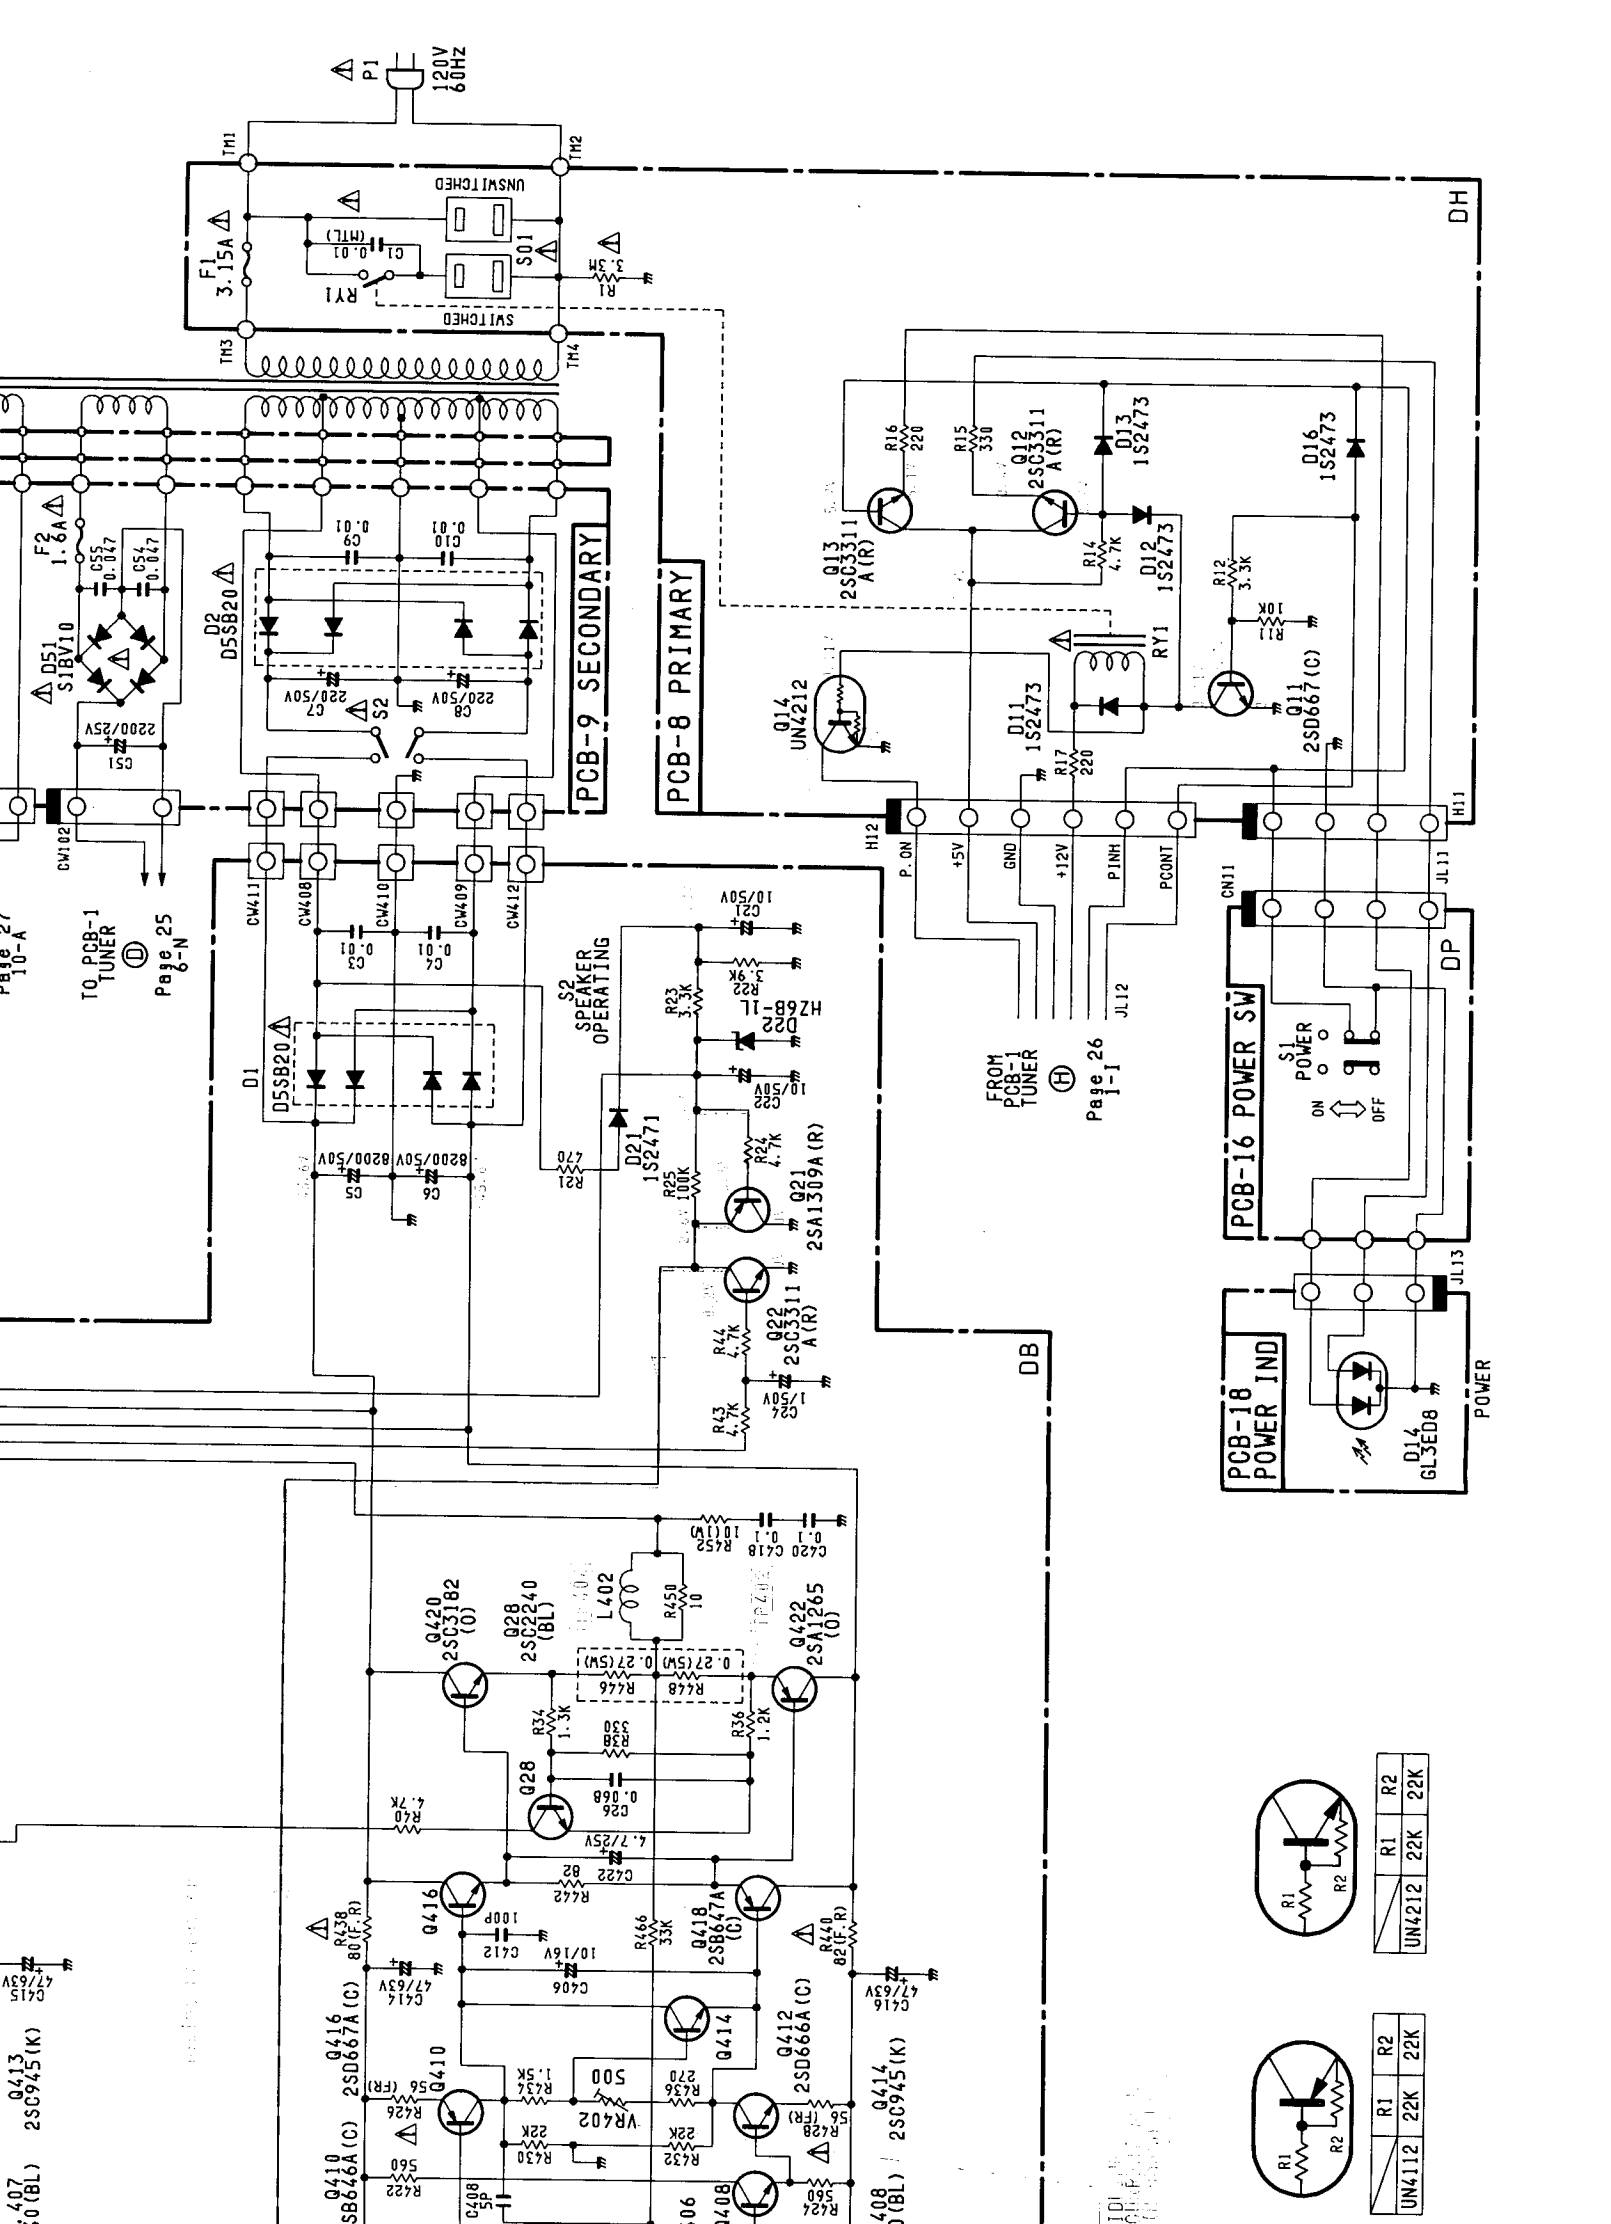 P1
120V
60Hz
TM1
TM2
UNSWITCHED
F1
3.15A
(MTL)
0.01
C1
RY1
SO1
R1
3.3M
SWITCHED
TM3
TM4
DH
F2
1.6A
C55
0.047
C54
0.047
D51
S1BV10
2200/25V
C51
+
CW102
TO PCB-1
TUNER
D
Page 25
6-N
10-A
D2
D5SB20
0.01
C9
0.01
C10
220/50V
C7
220/50V
C8
S2
PCB-9 SECONDARY
PCB-8 PRIMARY
R16
220
R15
330
Q12
2SC3311
A(R)
D13
1S2473
D16
1S2473
Q13
2SC3311
A(R)
R14
4.7K
D12
1S2473
R12
3.3K
10K
R11
RY1
Q14
UN4212
D11
1S2473
R17
220
Q11
2SD667(C)
H12
P.ON
+5V
GND
+12V
PINH
PCONT
H11
JL11
CN11
DP
JL12
FROM
PCB-1
TUNER
H
Page 26
1-I
PCB-16 POWER SW
S1
POWER
ON
OFF
JL13
PCB-18
POWER IND
D14
GL3ED8
POWER
CW411
CW408
CW410
CW409
CW412
0.01
C3
0.01
C4
D1
D5SB20
8200/50V
C5
8200/50V
C6
S2
SPEAKER
OPERATING
R21
470
D21
1S2471
10/50V
C21
3.9K
R22
R23
3.3K
HZ6B-1L
D22
10/50V
C22
R24
4.7K
R25
100K
Q21
2SA1309A(R)
Q22
2SC3311
A(R)
R44
4.7K
1/50V
C24
R43
4.7K
DB
10(1W)
R452
0.1
C418
0.1
C420
L402
R450
10
Q420
2SC3182
(O)
Q28
2SC2240
(BL)
Q422
2SA1265
(O)
0.27(5W)
R446
0.27(5W)
R448
R34
1.3K
330
R38
R36
1.2K
Q28
0.068
C26
4.7K
R40
4.7/25V
C422
82
R442
Q416
R438
80(F.R)
100P
C412
10/16V
C406
R466
33K
Q418
2SB647A
(C)
R440
82(F.R)
47/63V
C415
47/63V
C414
47/63V
C416
Q416
2SD667A(C)
Q410
Q414
Q412
2SD666A(C)
Q413
2SC945(K)
Q414
2SC945(K)
56(FR)
R426
1.5K
R434
500
VR402
270
R436
56(FR)
R428
22K
R430
22K
R432
Q410
SB646A(C)
560
R422
C408
5P
Q408
560
R424
R1
R2
UN4212
R1
R2
22K
22K
R1
R2
UN4112
R1
R2
22K
22K